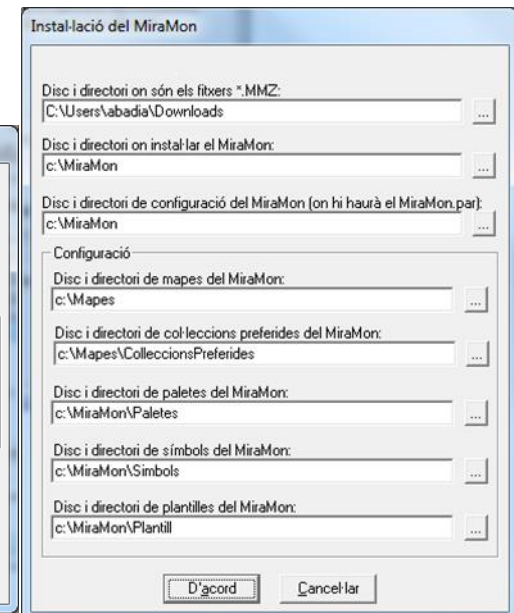 Instal·lació del MiraMon
Disc i directori on són els fitxers *.MMZ:
C:\Users\abadia\Downloads
...
Disc i directori on instal·lar el MiraMon:
c:\MiraMon
...
Disc i directori de configuració del MiraMon (on hi haurà el MiraMon.par):
c:\MiraMon
...
Configuració
Disc i directori de mapes del MiraMon:
c:\Mapes
...
Disc i directori de col·leccions preferides del MiraMon:
c:\Mapes\ColleccionsPreferides
...
Disc i directori de paletes del MiraMon:
c:\MiraMon\Paletes
...
Disc i directori de símbols del MiraMon:
c:\MiraMon\Simbols
...
Disc i directori de plantilles del MiraMon:
c:\MiraMon\Plantill
...
D'acord
Cancel·lar